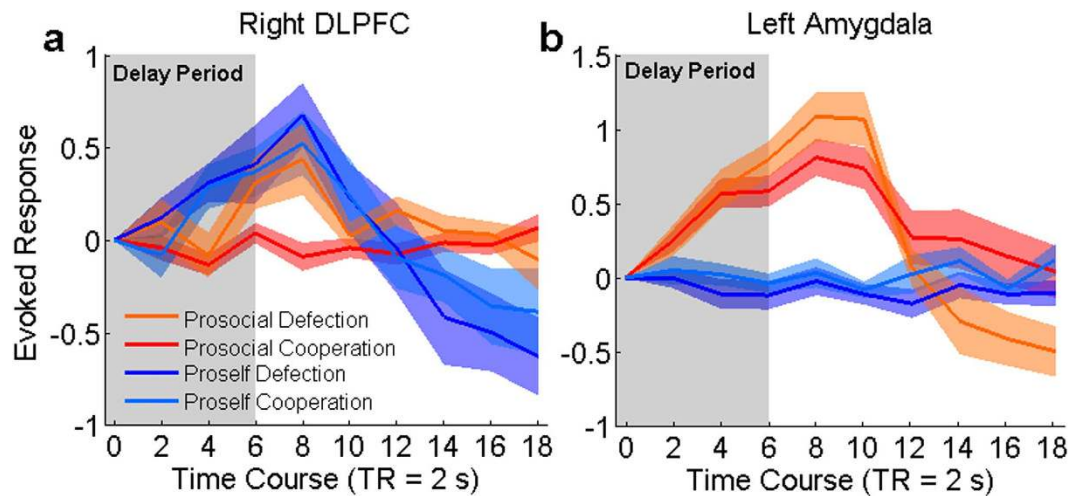 a
Right DLPFC
b
Left Amygdala
Evoked Response
1
0.5
0
-0.5
-1
Delay Period
Prosocial Defection
Prosocial Cooperation
Proself Defection
Proself Cooperation
0 2 4 6 8 10 12 14 16 18
Time Course (TR = 2 s)
1.5
1
0.5
0
-0.5
-1
Delay Period
0 2 4 6 8 10 12 14 16 18
Time Course (TR = 2 s)